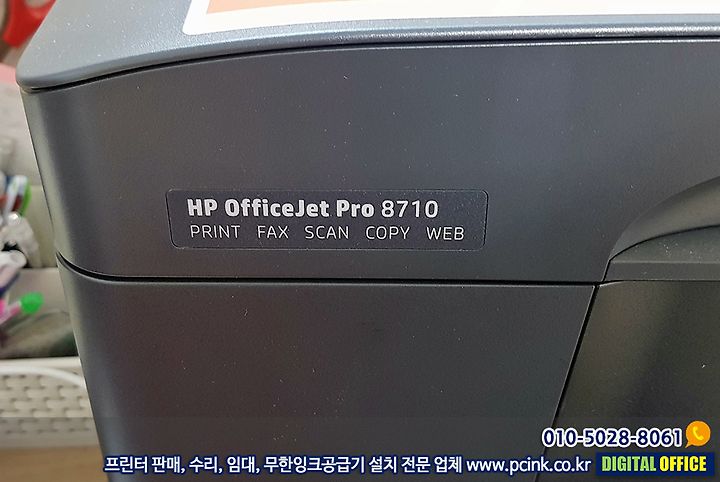 HP OfficeJet Pro 8710
PRINT FAX SCAN COPY WEB
010-5028-8061
프린터 판매, 수리, 임대, 무한잉크공급기 설치 전문 업체 www.pcink.co.kr DIGITAL OFFICE